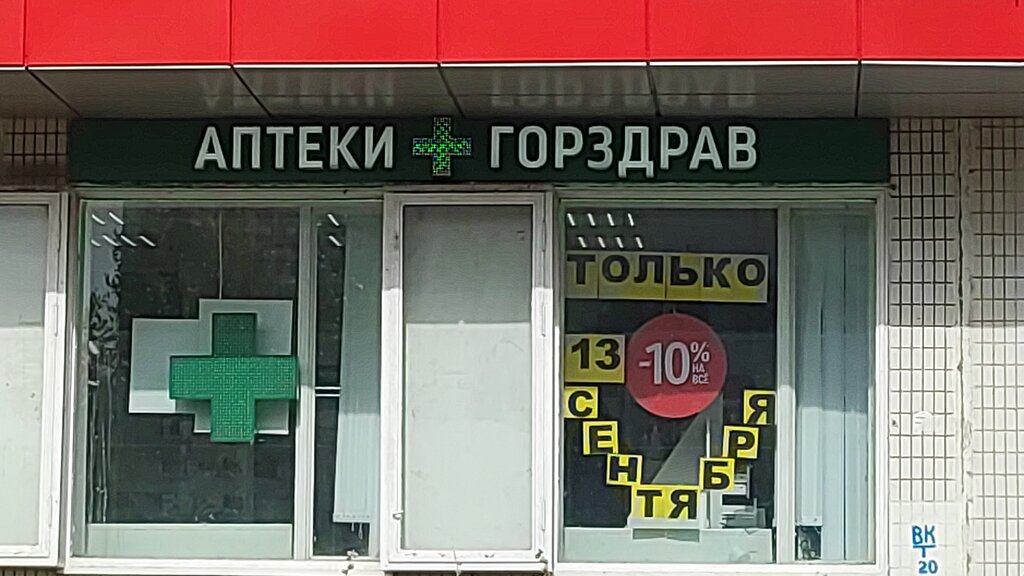 АПТЕКИ ГОРЗДРАВ
ТОЛЬКО
13
-10%
НА
ВСЁ
СЕНТЯБРЯ
ВК
Т
20